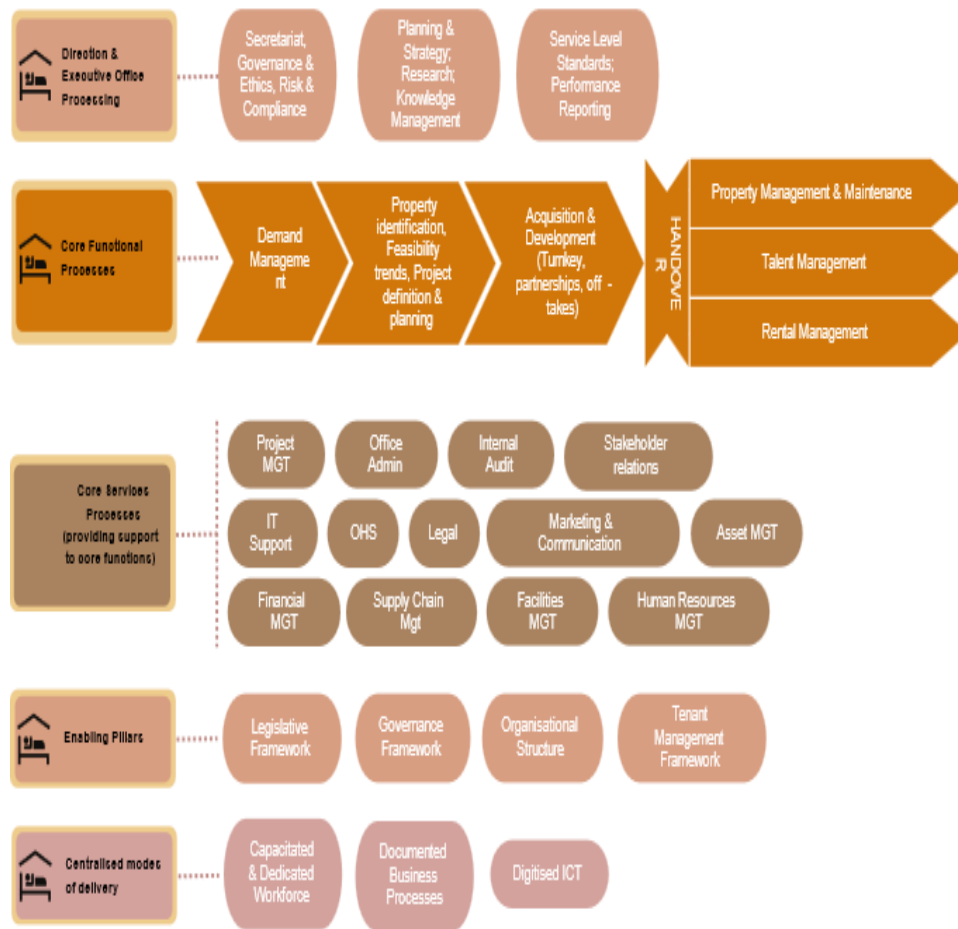 Direction &
Executive Office
Processing
Secretariat,
Governance &
Ethics, Risk &
Compliance
Planning &
Strategy;
Research;
Knowledge
Management
Service Level
Standards;
Performance
Reporting
Core Functional
Processes
Demand
Manageme
nt
Property
identification,
Feasibility
trends, Project
definition &
planning
Acquisition &
Development
(Turnkey,
partnerships, off -
takes)
HANDOVE
R
Property Management & Maintenance
Talent Management
Rental Management
Core Services
Processes
(providing support
to core functions)
Project
MGT
Office
Admin
Internal
Audit
Stakeholder
relations
IT
Support
OHS
Legal
Marketing &
Communication
Asset MGT
Financial
MGT
Supply Chain
Mgt
Facilities
MGT
Human Resources
MGT
Enabling Pillars
Legislative
Framework
Governance
Framework
Organisational
Structure
Tenant
Management
Framework
Centralised modes
of delivery
Capacitated
& Dedicated
Workforce
Documented
Business
Processes
Digitised ICT